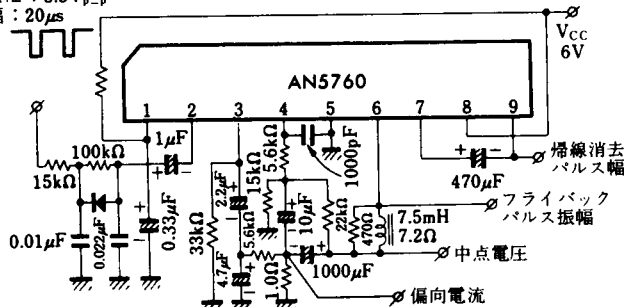 幅：20μs
VCC
6V
AN5760
1 2 3 4 5 6 7 8 9
1μF
100kΩ
15kΩ
0.01μF
0.022μF
0.33μF
33kΩ
2.2μF
4.7μF
5.6kΩ
15kΩ
5.6kΩ
10μF
1.0Ω
1000pF
22kΩ
1000μF
470Ω
7.5mH
7.2Ω
470μF
帰線消去
パルス幅
フライバック
パルス振幅
中点電圧
偏向電流